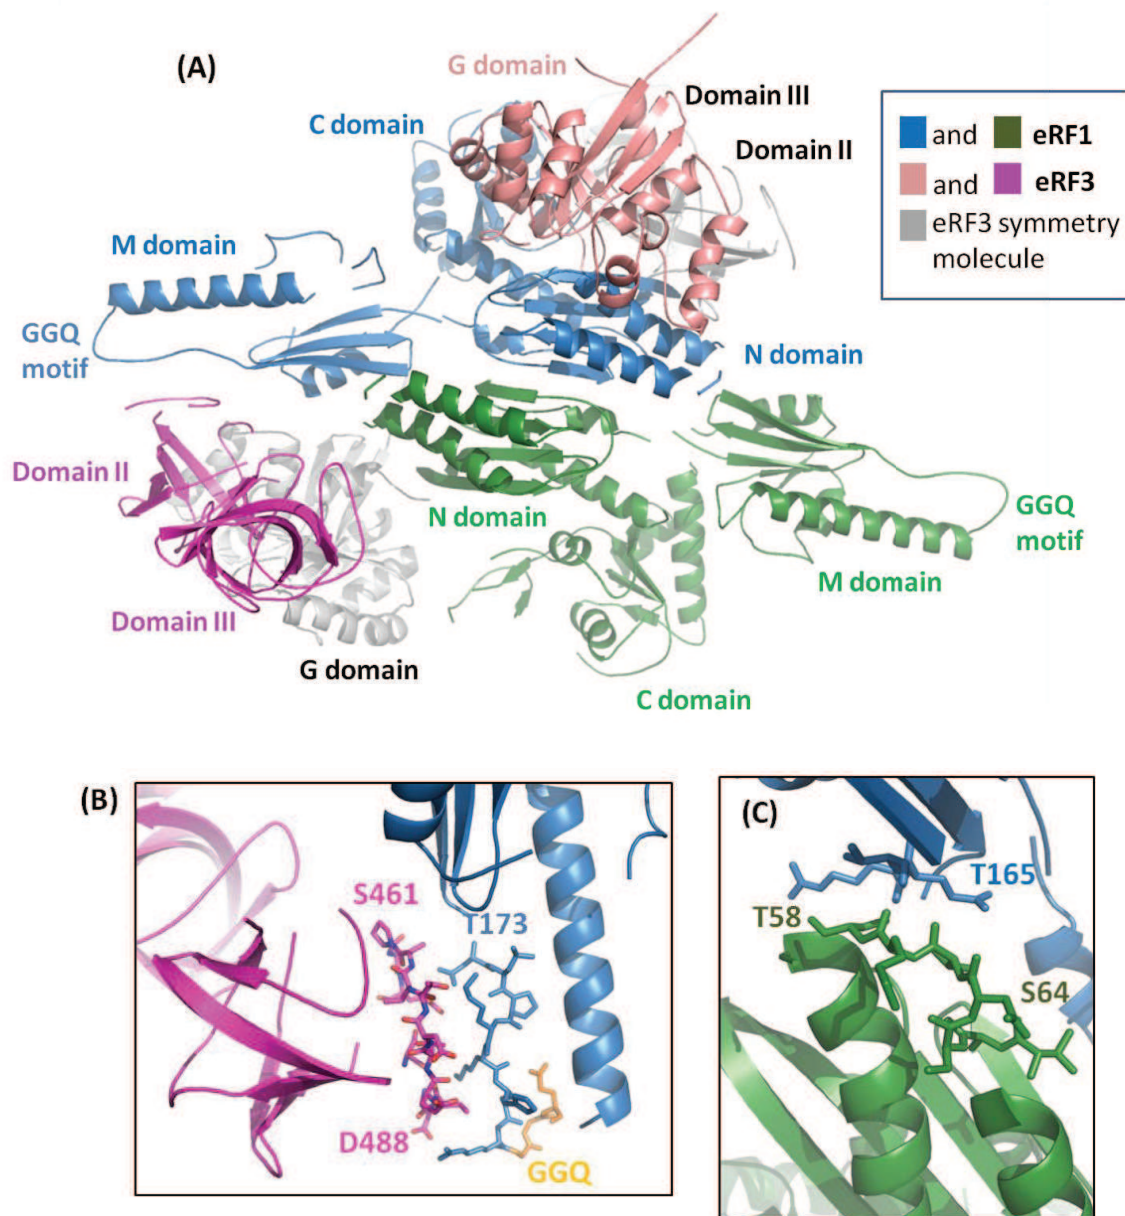 (A)
G domain
Domain III
C domain
Domain II
and eRF1
and eRF3
eRF3 symmetry
molecule
M domain
GGQ
motif
N domain
Domain II
N domain
GGQ
motif
M domain
Domain III
G domain
C domain
(B)
S461
T173
D488
GGQ
(C)
T165
T58
S64